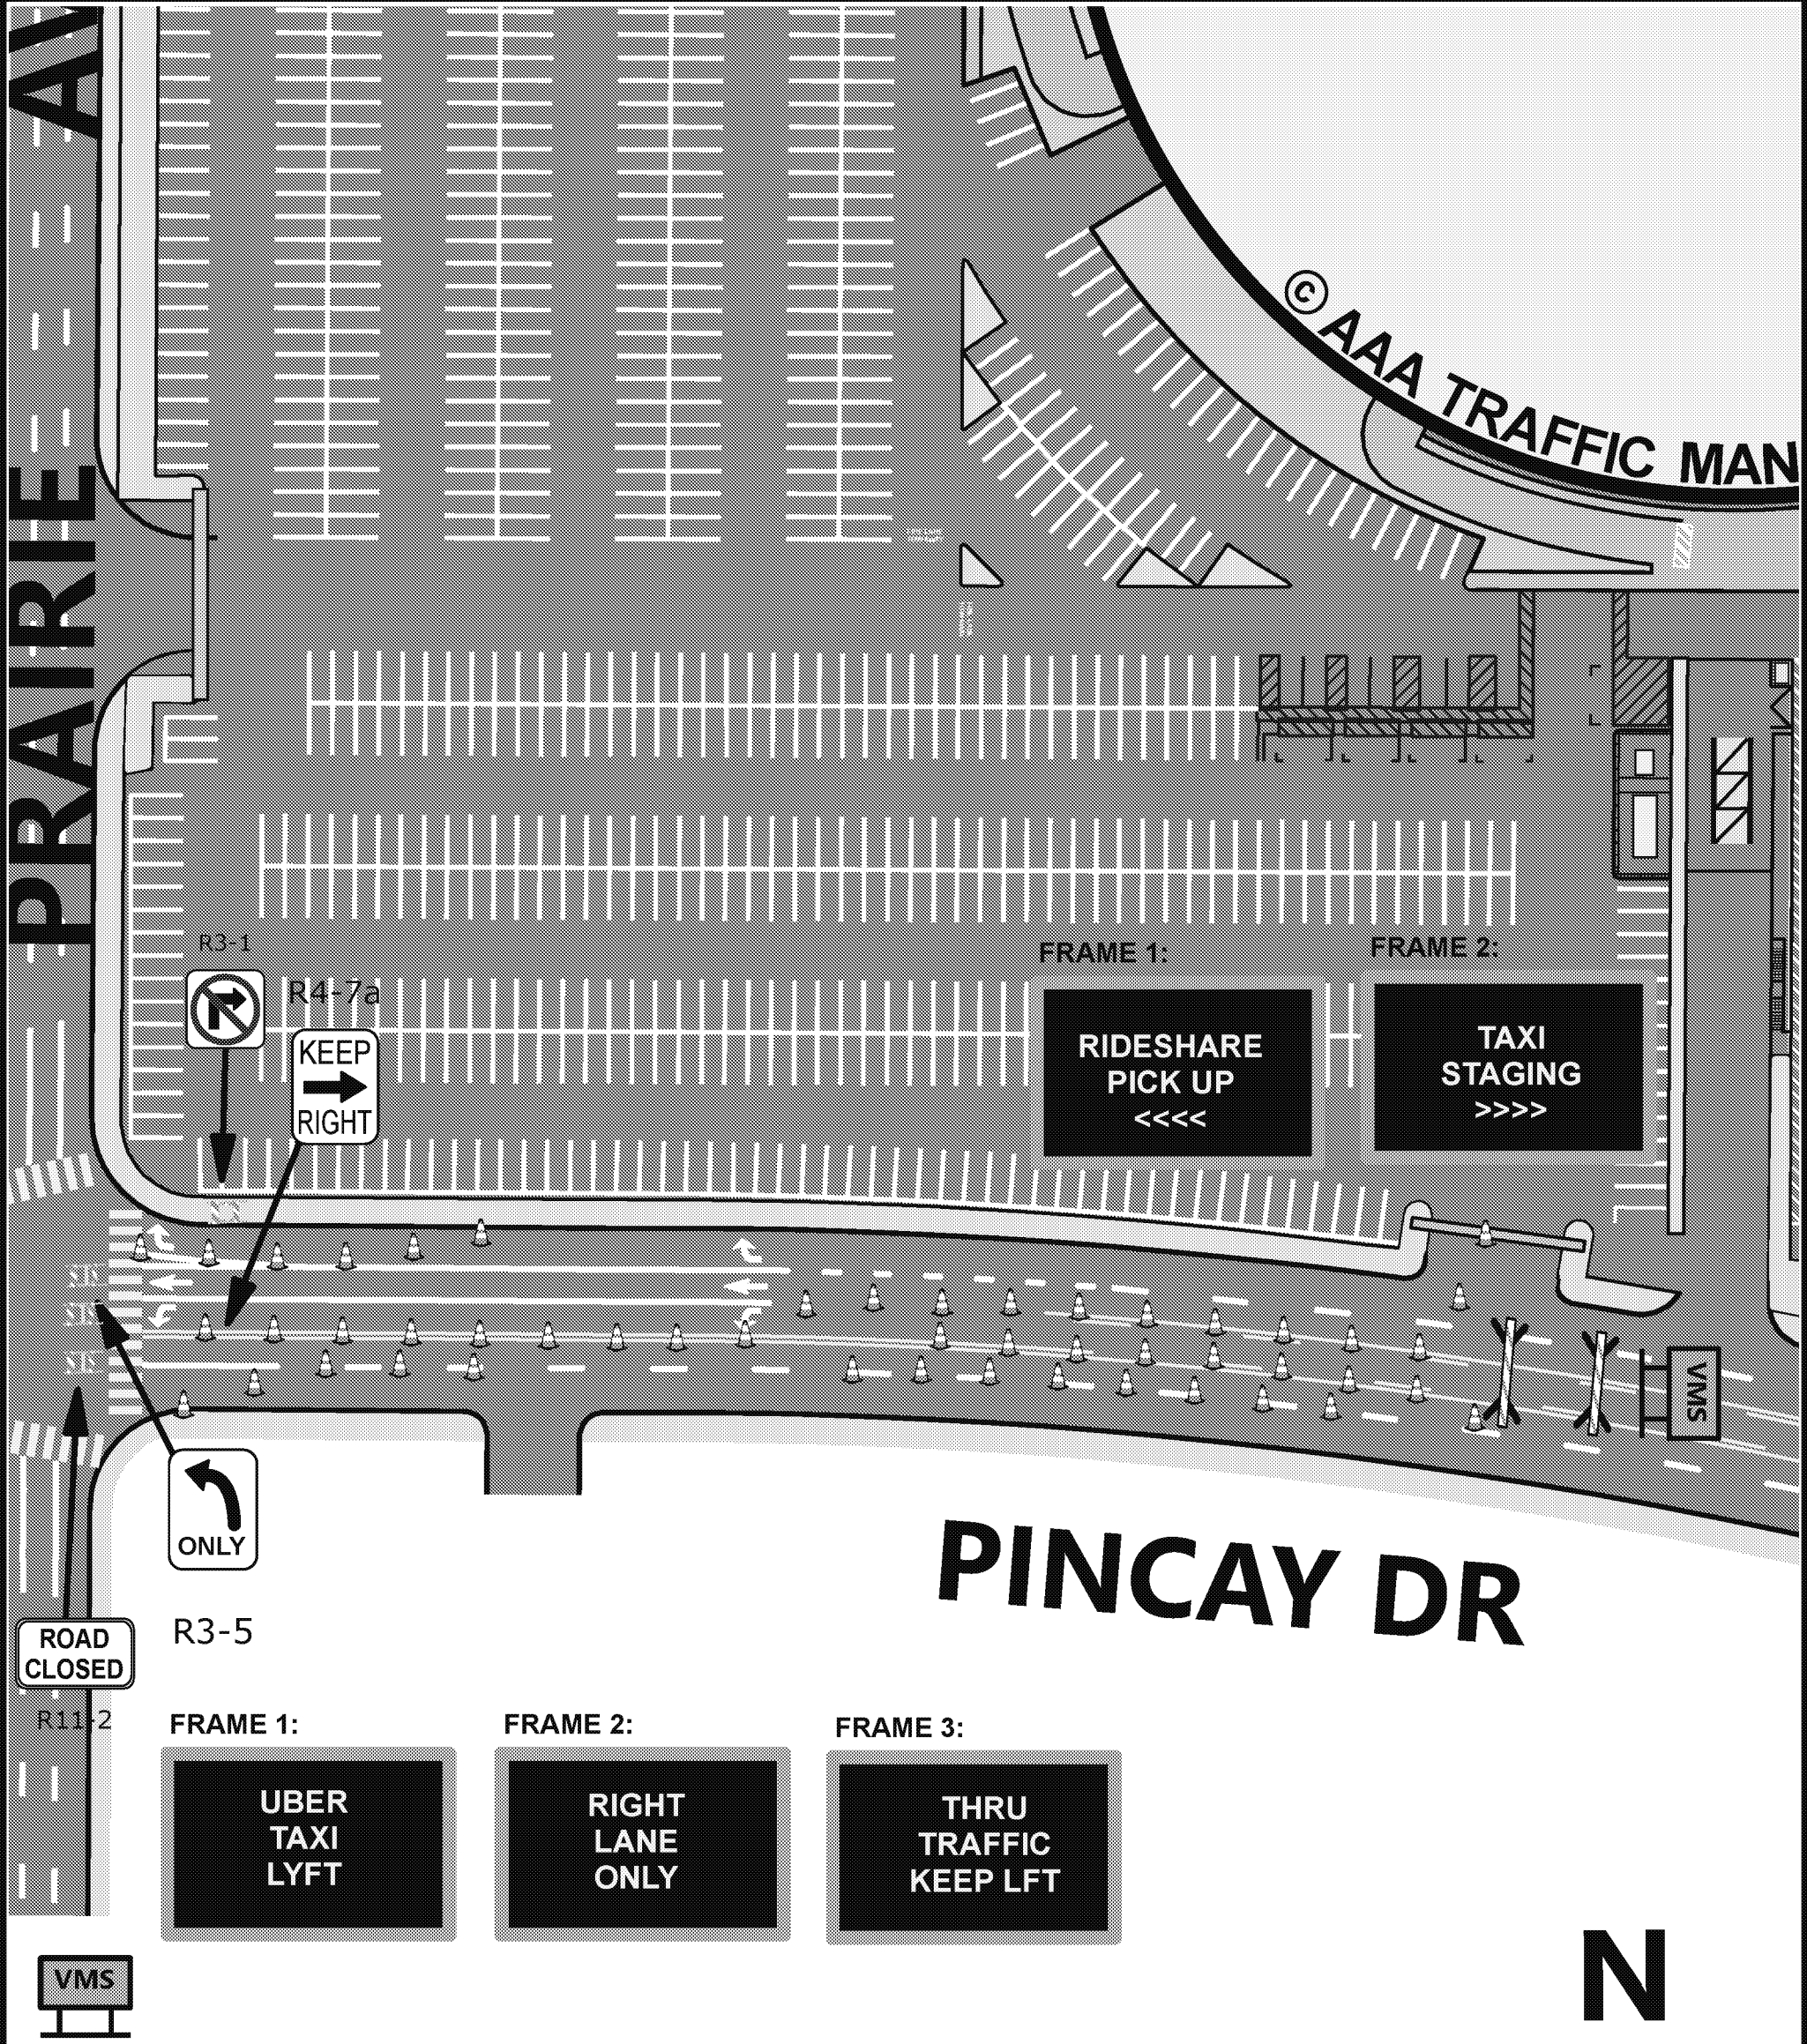 AV
PRAIRIE
© AAA TRAFFIC MAN
R3-1
R4-7a
KEEP
RIGHT
FRAME 1:
RIDESHARE
PICK UP
<<<<
FRAME 2:
TAXI
STAGING
>>>>
VMS
ONLY
R3-5
PINCAY DR
ROAD
CLOSED
R11-2
FRAME 1:
UBER
TAXI
LYFT
FRAME 2:
RIGHT
LANE
ONLY
FRAME 3:
THRU
TRAFFIC
KEEP LFT
VMS
N